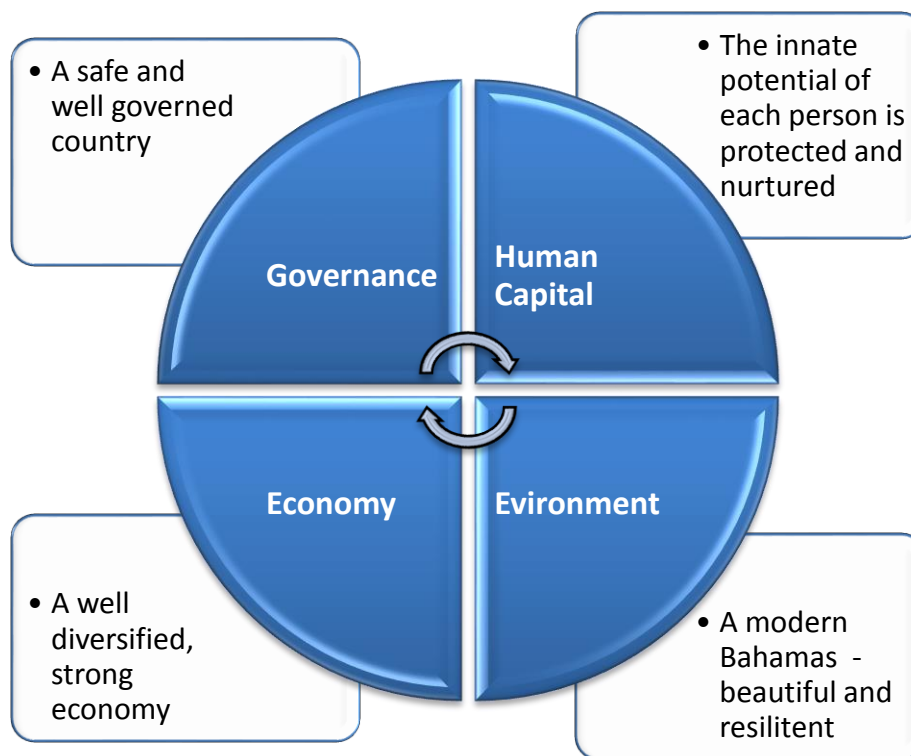 • A safe and
well governed
country
• The innate
potential of
each person is
protected and
nurtured
Governance
Human
Capital
Economy
Evironment
• A well
diversified,
strong
economy
• A modern
Bahamas -
beautiful and
resilitent